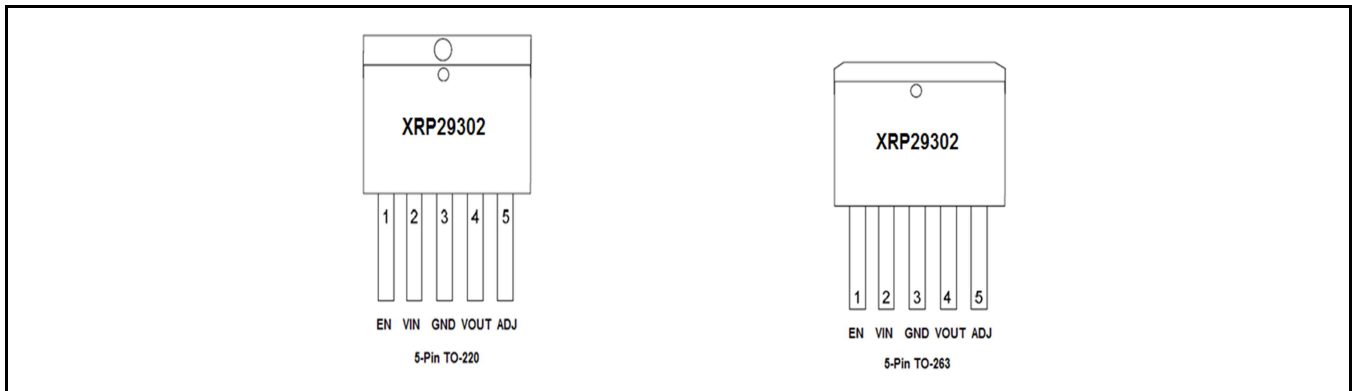 XRP29302
1 2 3 4 5
EN VIN GND VOUT ADJ
5-Pin TO-220
XRP29302
1 2 3 4 5
EN VIN GND VOUT ADJ
5-Pin TO-263